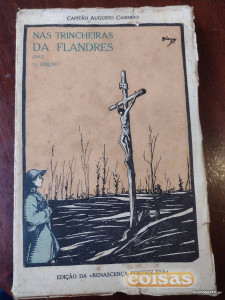 CAPITÃO AUGUSTO CASIMIRO
NAS TRINCHEIRAS
DA FLANDRES
EDIÇÃO DA «RENASCENÇA PORTUGUESA»
coisas